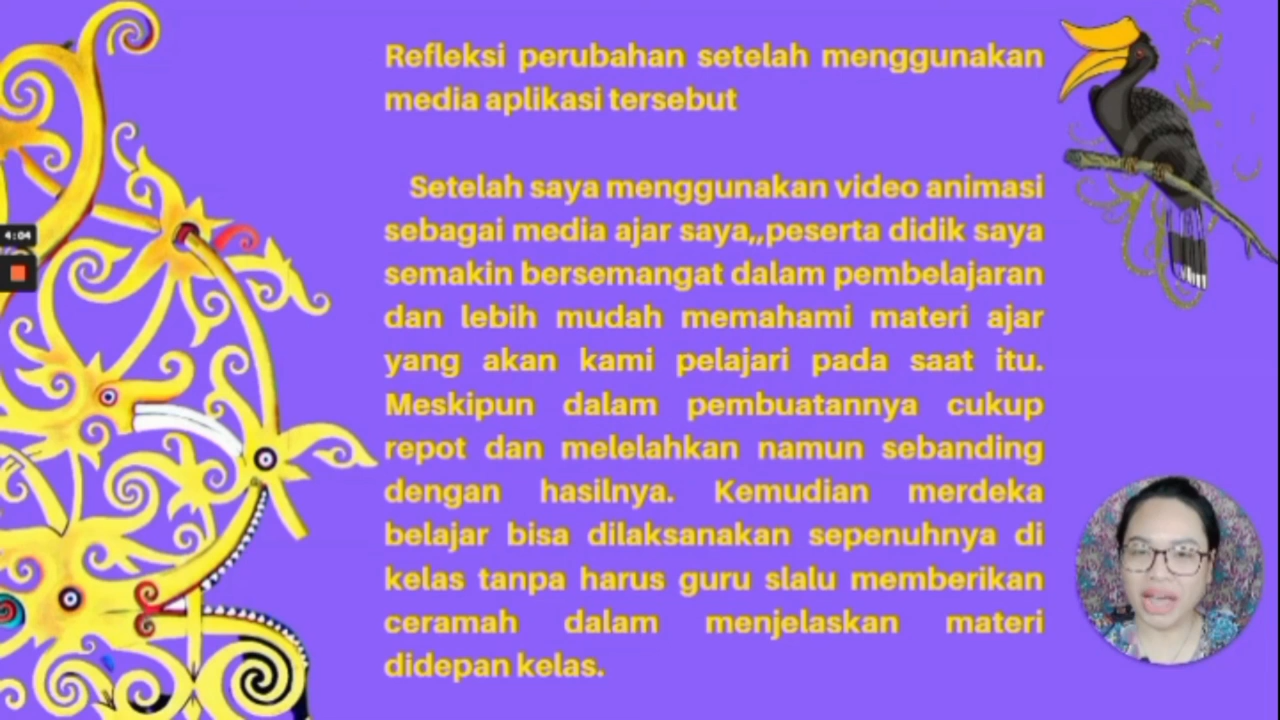 Refleksi perubahan setelah menggunakan
media aplikasi tersebut
Setelah saya menggunakan video animasi
sebagai media ajar saya,,peserta didik saya
semakin bersemangat dalam pembelajaran
dan lebih mudah memahami materi ajar
yang akan kami pelajari pada saat itu.
Meskipun dalam pembuatannya cukup
repot dan melelahkan namun sebanding
dengan hasilnya. Kemudian merdeka
belajar bisa dilaksanakan sepenuhnya di
kelas tanpa harus guru slalu memberikan
ceramah dalam menjelaskan materi
didepan kelas.
4:04